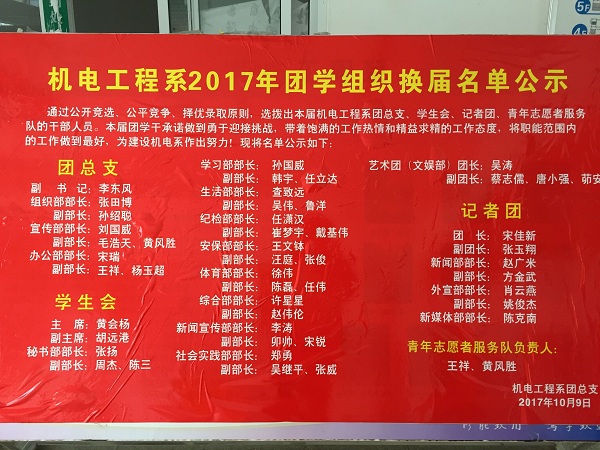 5F
机电工程系2017年团学组织换届名单公示
通过公开竞选、公平竞争、择优录取原则，选拨出本届机电工程系团总支、学生会、记者团、青年志愿者服务
队的干部人员。本届团学干承诺做到勇于迎接挑战，带着饱满的工作热情和精益求精的工作态度，将职能范围内
的工作做到最好，为建设机电系作出努力！现将名单公示如下：
团总支
副 书 记：李东风
组织部部长：张田博
副部长：孙绍聪
宣传部部长：刘国威
副部长：毛浩天、黄风胜
办公部部长：宋瑞
副部长：王祥、杨玉超
学生会
主 席：黄会杨
副主席：胡远港
秘书部部长：张扬
副部长：周杰、陈三
学习部部长：孙国威
副部长：韩宇、任立达
生活部部长：查致远
副部长：吴伟、鲁洋
纪检部部长：任潇汉
副部长：崔梦宇、戴基伟
安保部部长：王文钵
副部长：汪庭、张俊
体育部部长：徐伟
副部长：陈磊、任伟
综合部部长：许星星
副部长：赵伟伦
新闻宣传部部长：李涛
副部长：卯帅、宋锐
社会实践部部长：郑勇
副部长：吴继平、张威
艺术团（文娱部）团长：吴涛
副团长：蔡志儒、唐小强、茆安
记者团
团 长：宋佳新
副团长：张玉翔
新闻部部长：赵广米
副部长：方金武
外宣部部长：肖云燕
副部长：姚俊杰
新媒体部部长：陈克南
青年志愿者服务队负责人：
王祥、黄风胜
机电工程系团总支
2017年10月9日